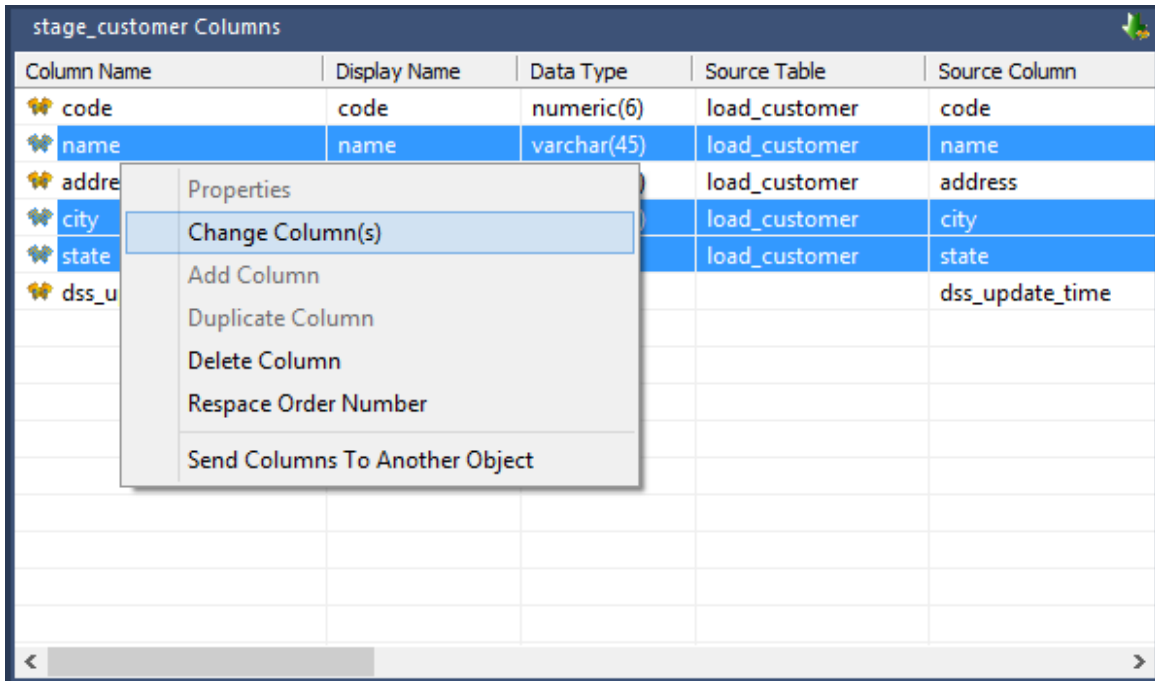 stage_customer Columns
Column Name Display Name Data Type Source Table Source Column
code code numeric(6) load_customer code
name name varchar(45) load_customer name
addre ) load_customer address
city ) load_customer city
state load_customer state
dss_u dss_update_time
Properties
Change Column(s)
Add Column
Duplicate Column
Delete Column
Respace Order Number
Send Columns To Another Object